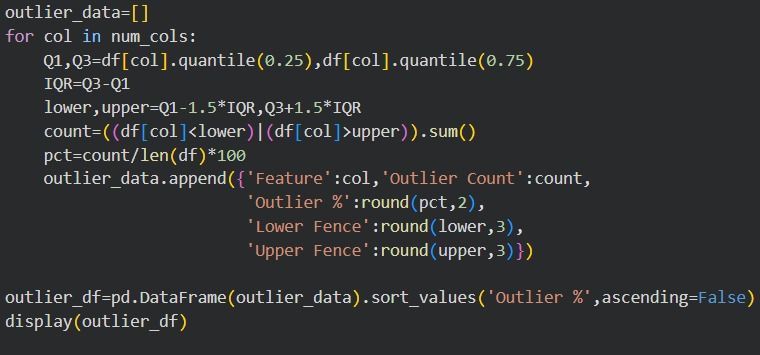 outlier_data=[]
for col in num_cols:
    Q1,Q3=df[col].quantile(0.25),df[col].quantile(0.75)
    IQR=Q3-Q1
    lower,upper=Q1-1.5*IQR,Q3+1.5*IQR
    count=((df[col]<lower)|(df[col]>upper)).sum()
    pct=count/len(df)*100
    outlier_data.append({'Feature':col,'Outlier Count':count,
                         'Outlier %':round(pct,2),
                         'Lower Fence':round(lower,3),
                         'Upper Fence':round(upper,3)})

outlier_df=pd.DataFrame(outlier_data).sort_values('Outlier %',ascending=False)
display(outlier_df)